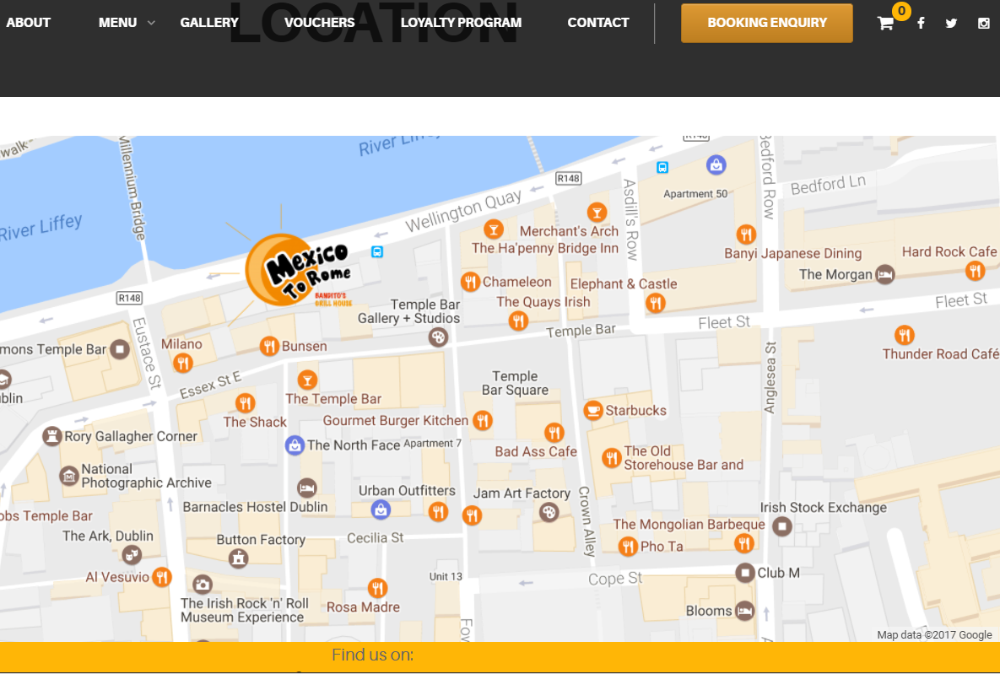 LOCATION
ABOUT
MENU
GALLERY
VOUCHERS
LOYALTY PROGRAM
CONTACT
BOOKING ENQUIRY
0
walk
Millennium Bridge
River Liffey
River Liffey
R148
R148
R148
Wellington Quay
Asdill's Row
Bedford Row
Bedford Ln
Apartment 50
Merchant's Arch
The Ha'penny Bridge Inn
Banyi Japanese Dining
Hard Rock Cafe
The Morgan
Mexico
To Rome
BANDITO'S
GRILL HOUSE
Chameleon
Elephant & Castle
The Quays Irish
Temple Bar
Gallery + Studios
Temple Bar
Fleet St
Fleet St
Eustace St
mons Temple Bar
Milano
Bunsen
Thunder Road Café
Essex St E
Temple
Bar Square
Anglesea St
blin
The Temple Bar
The Shack
Gourmet Burger Kitchen
Starbucks
Rory Gallagher Corner
The North Face
Apartment 7
Bad Ass Cafe
The Old
Storehouse Bar and
National
Photographic Archive
Urban Outfitters
Jam Art Factory
Crown Alley
Barnacles Hostel Dublin
Irish Stock Exchange
obs Temple Bar
The Mongolian Barbeque
The Ark, Dublin
Button Factory
Cecilia St
Pho Ta
Al Vesuvio
Unit 13
Cope St
Club M
The Irish Rock 'n' Roll
Museum Experience
Rosa Madre
Blooms
Fow
A
Map data ©2017 Google
Find us on: